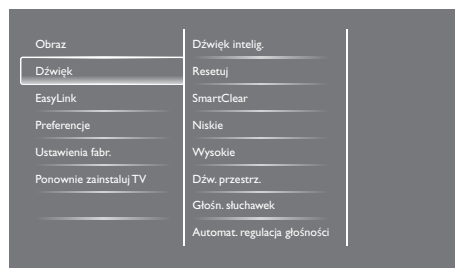 Obraz
Dźwięk
EasyLink
Preferencje
Ustawienia fabr.
Ponownie zainstaluj TV
Dźwięk intelig.
Resetuj
SmartClear
Niskie
Wysokie
Dźw. przestrz.
Głośn. słuchawek
Automat. regulacja głośności